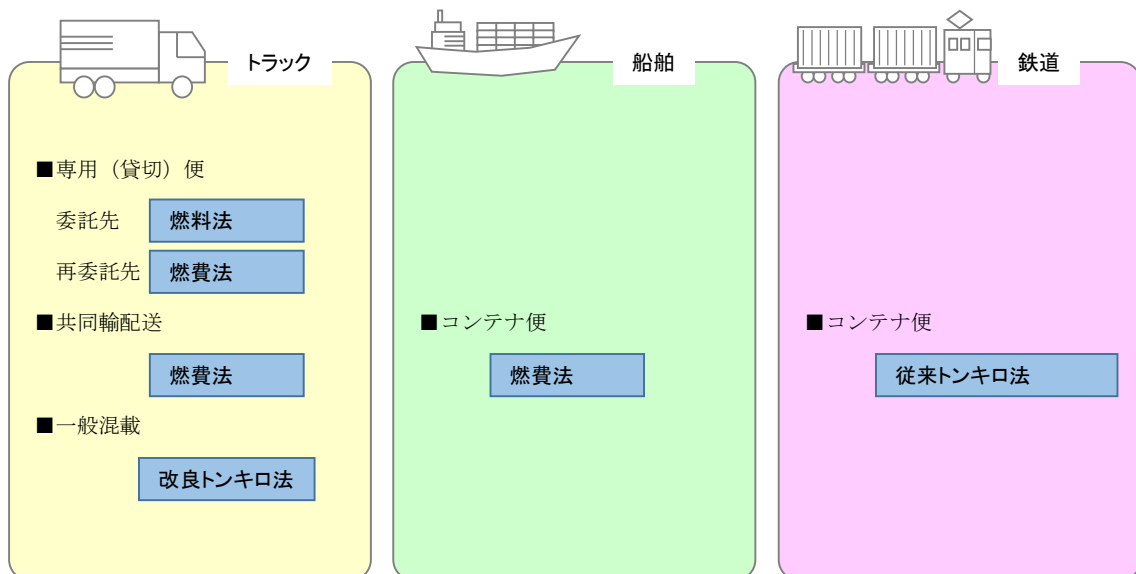 トラック
■専用（貸切）便
委託先 燃料法
再委託先 燃費法
■共同輸配送
燃費法
■一般混載
改良トンキロ法
船舶
■コンテナ便
燃費法
鉄道
■コンテナ便
従来トンキロ法